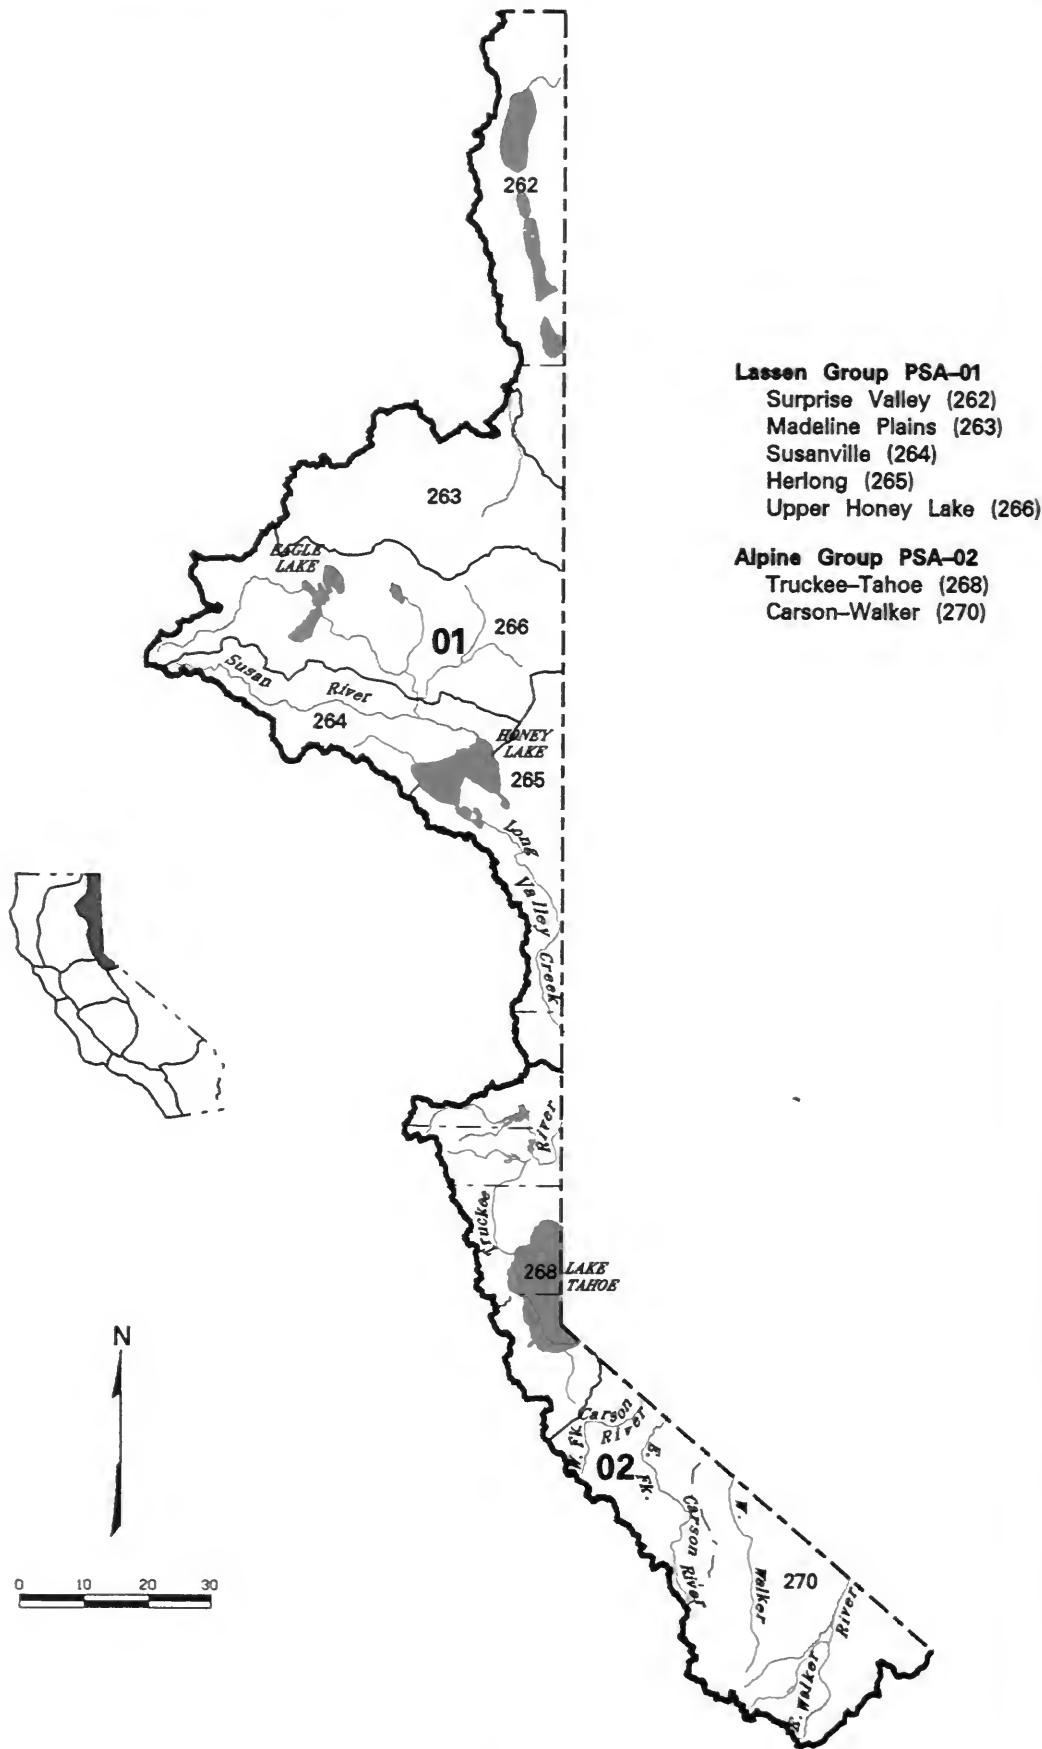 262
Lassen Group PSA–01
Surprise Valley (262)
Madeline Plains (263)
Susanville (264)
Herlong (265)
Upper Honey Lake (266)
Alpine Group PSA–02
Truckee–Tahoe (268)
Carson–Walker (270)
263
EAGLE
LAKE
01
266
Susan River
264
HONEY
LAKE
265
Long Valley Creek
Truckee River
268
LAKE
TAHOE
N
W. Fk. Carson River
02
E. Fk. Carson River
W. Walker
270
E. Walker River
0 10 20 30